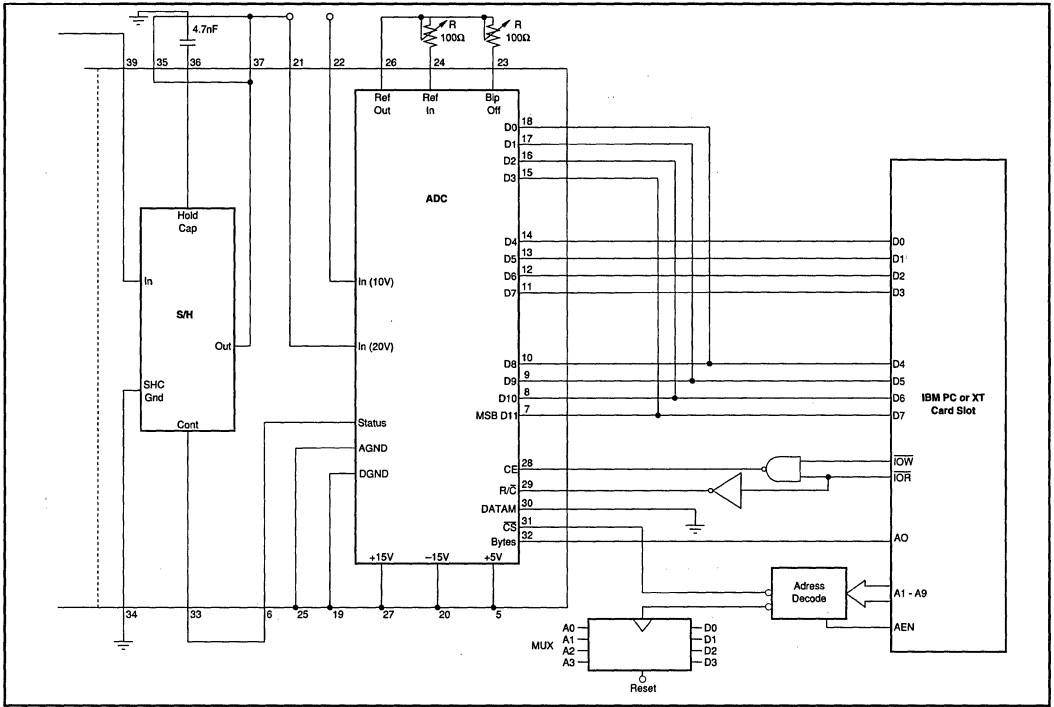 4.7nF
R
100Ω
R
100Ω
39 35 36 37 21 22 26 24 23
Ref Out
Ref In
Bip Off
ADC
D0 18
D1 17
D2 16
D3 15
D4 14
D5 13
D6 12
D7 11
D8 10
D9 9
D10 8
MSB D11 7
CE 28
R/C̅ 29
DATAM 30
C̅S̅ 31
Bytes 32
In (10V)
In (20V)
Status
AGND
DGND
+15V −15V +5V
Hold Cap
In
S/H
Out
SHC Gnd
Cont
34 33 6 25 19 27 20 5
D0
D1
D2
D3
D4
D5
D6
D7
IBM PC or XT
Card Slot
I̅O̅W̅
I̅O̅R̅
AO
A1 - A9
AEN
Adress
Decode
MUX
A0
A1
A2
A3
D0
D1
D2
D3
Reset